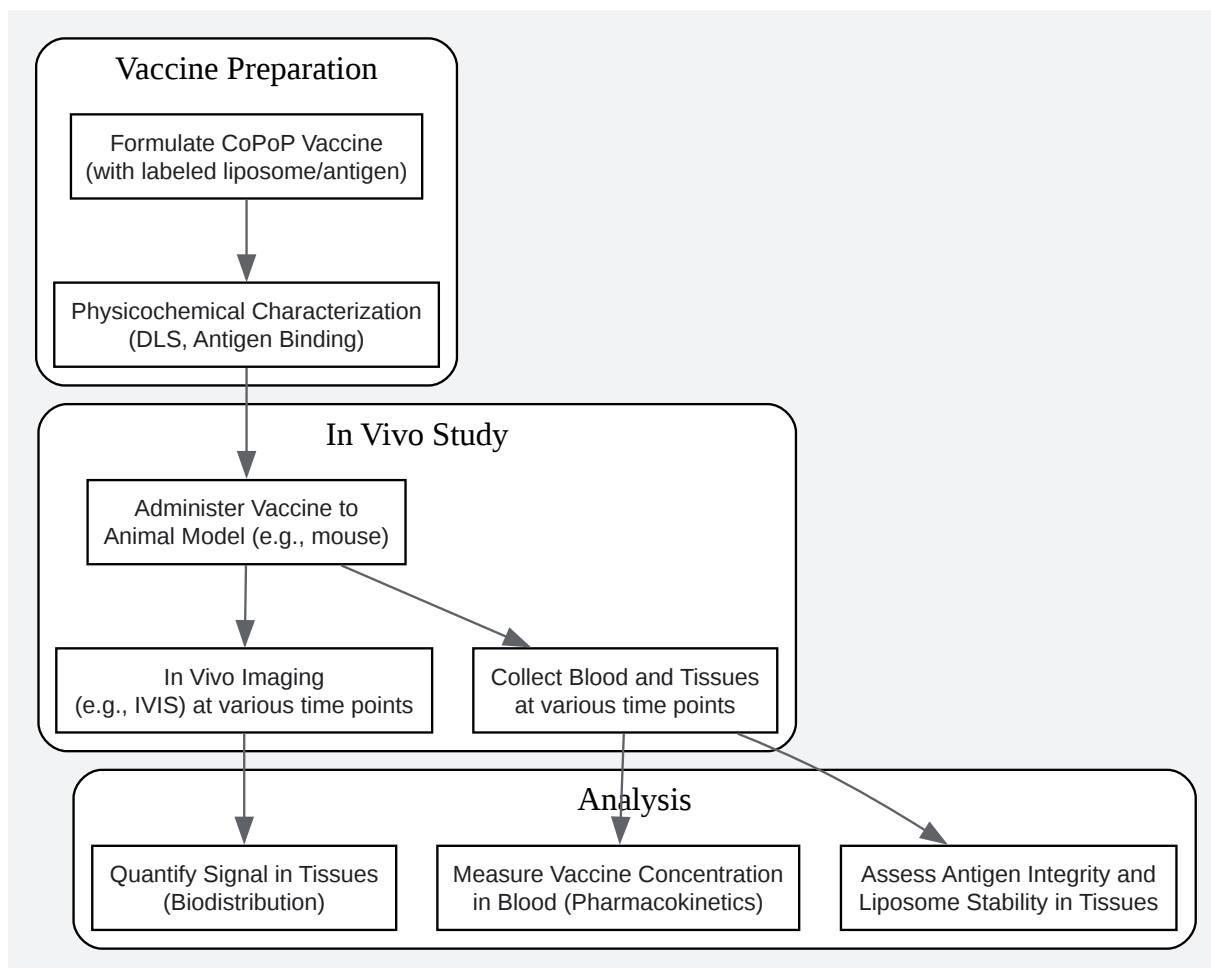 Vaccine Preparation
Formulate CoPoP Vaccine
(with labeled liposome/antigen)
Physicochemical Characterization
(DLS, Antigen Binding)
In Vivo Study
Administer Vaccine to
Animal Model (e.g., mouse)
In Vivo Imaging
(e.g., IVIS) at various time points
Collect Blood and Tissues
at various time points
Analysis
Quantify Signal in Tissues
(Biodistribution)
Measure Vaccine Concentration
in Blood (Pharmacokinetics)
Assess Antigen Integrity and
Liposome Stability in Tissues